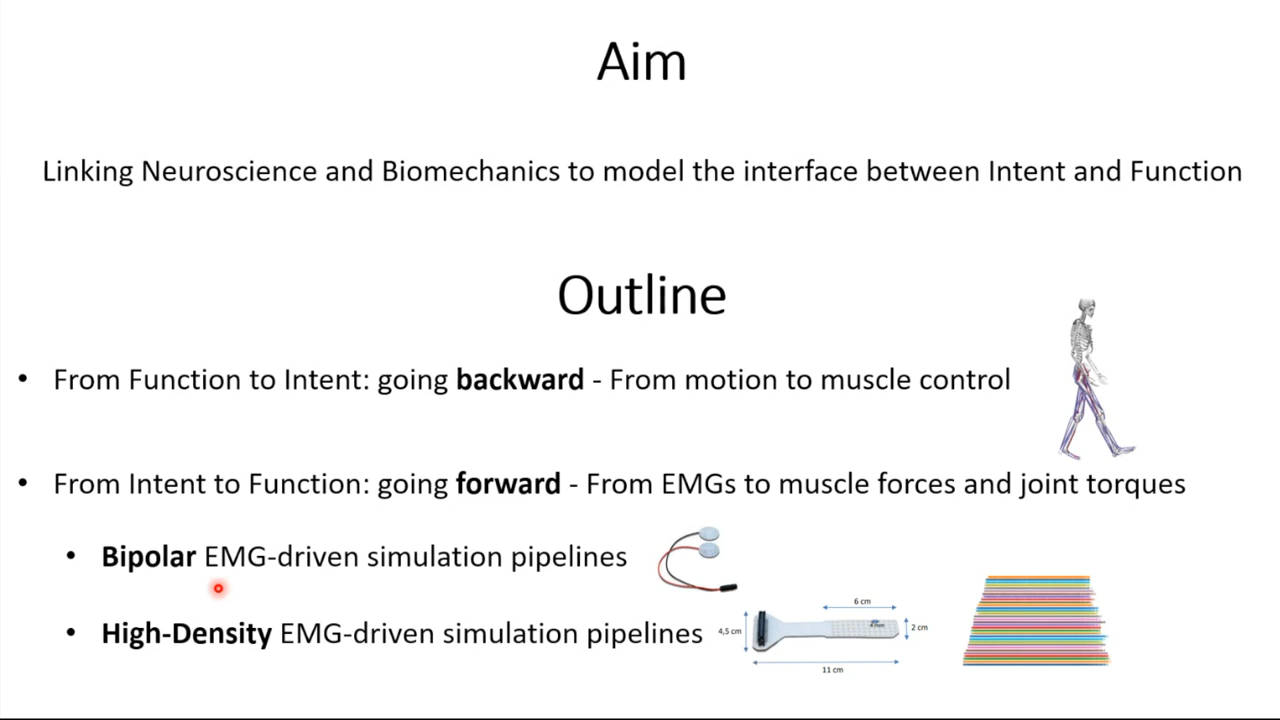 Aim
Linking Neuroscience and Biomechanics to model the interface between Intent and Function
Outline
• From Function to Intent: going backward - From motion to muscle control
• From Intent to Function: going forward - From EMGs to muscle forces and joint torques
• Bipolar EMG-driven simulation pipelines
• High-Density EMG-driven simulation pipelines
6 cm
4,5 cm
2 cm
11 cm